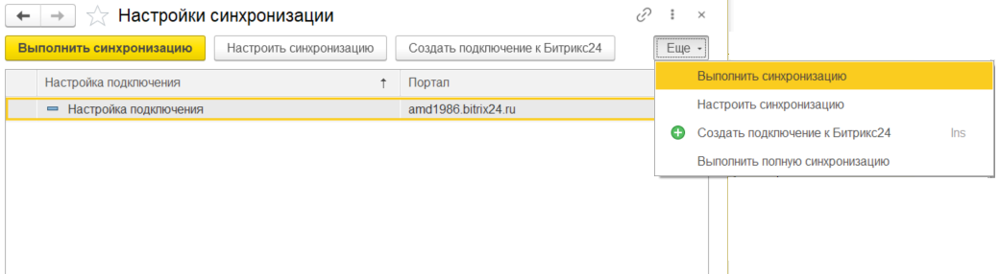 Настройки синхронизации
Выполнить синхронизацию Настроить синхронизацию Создать подключение к Битрикс24 Еще
Настройка подключения Портал
Настройка подключения amd1986.bitrix24.ru
Выполнить синхронизацию
Настроить синхронизацию
Создать подключение к Битрикс24 Ins
Выполнить полную синхронизацию